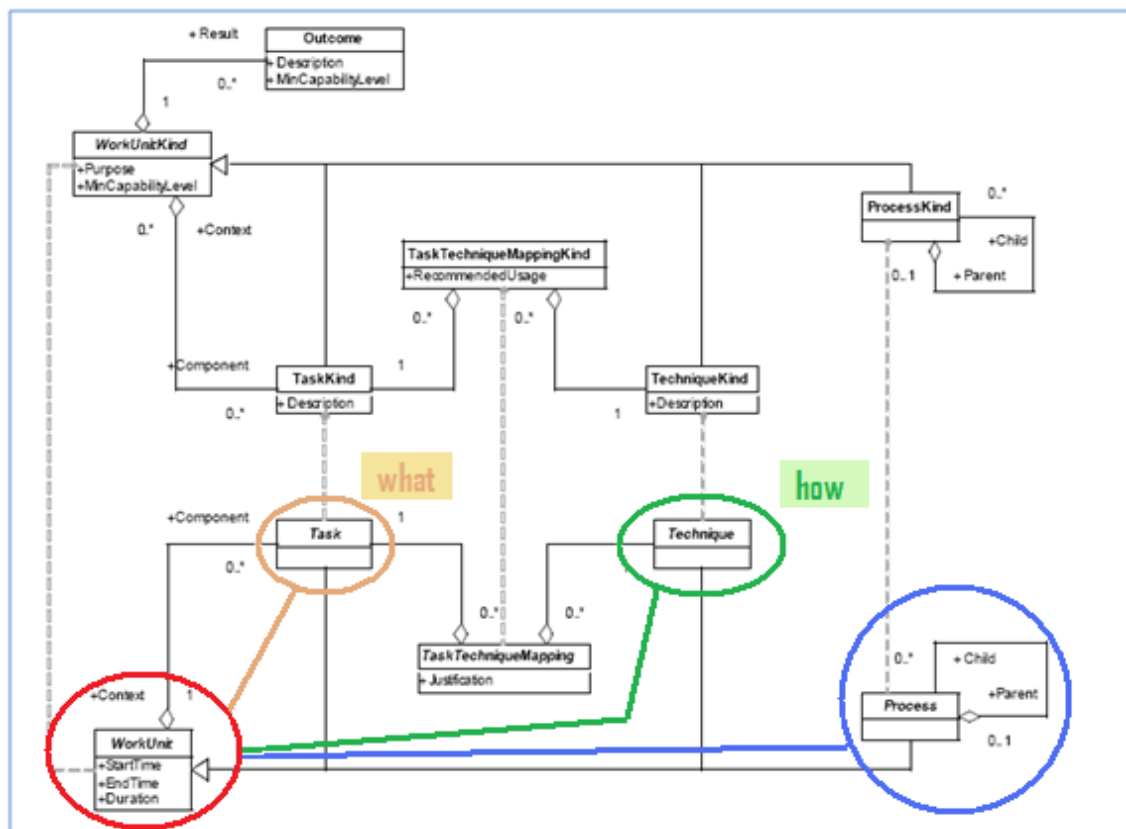 + Result
Outcome
+ Description
+ MinCapabilityLevel
0..*
1
WorkUnitKind
+Purpose
+MinCapabilityLevel
0..*
+Context
ProcessKind
0..*
+Child
0..1
+ Parent
TaskTechniqueMappingKind
+RecommendedUsage
0..*
0..*
+Component
1
TaskKind
+ Description
0..*
TechniqueKind
+Description
1
what
how
+Component
1
Task
0..*
Technique
0..*
0..*
TaskTechniqueMapping
+ Justification
+Context
1
WorkUnit
+StartTime
+EndTime
+Duration
0..*
+ Child
+Parent
Process
0..1